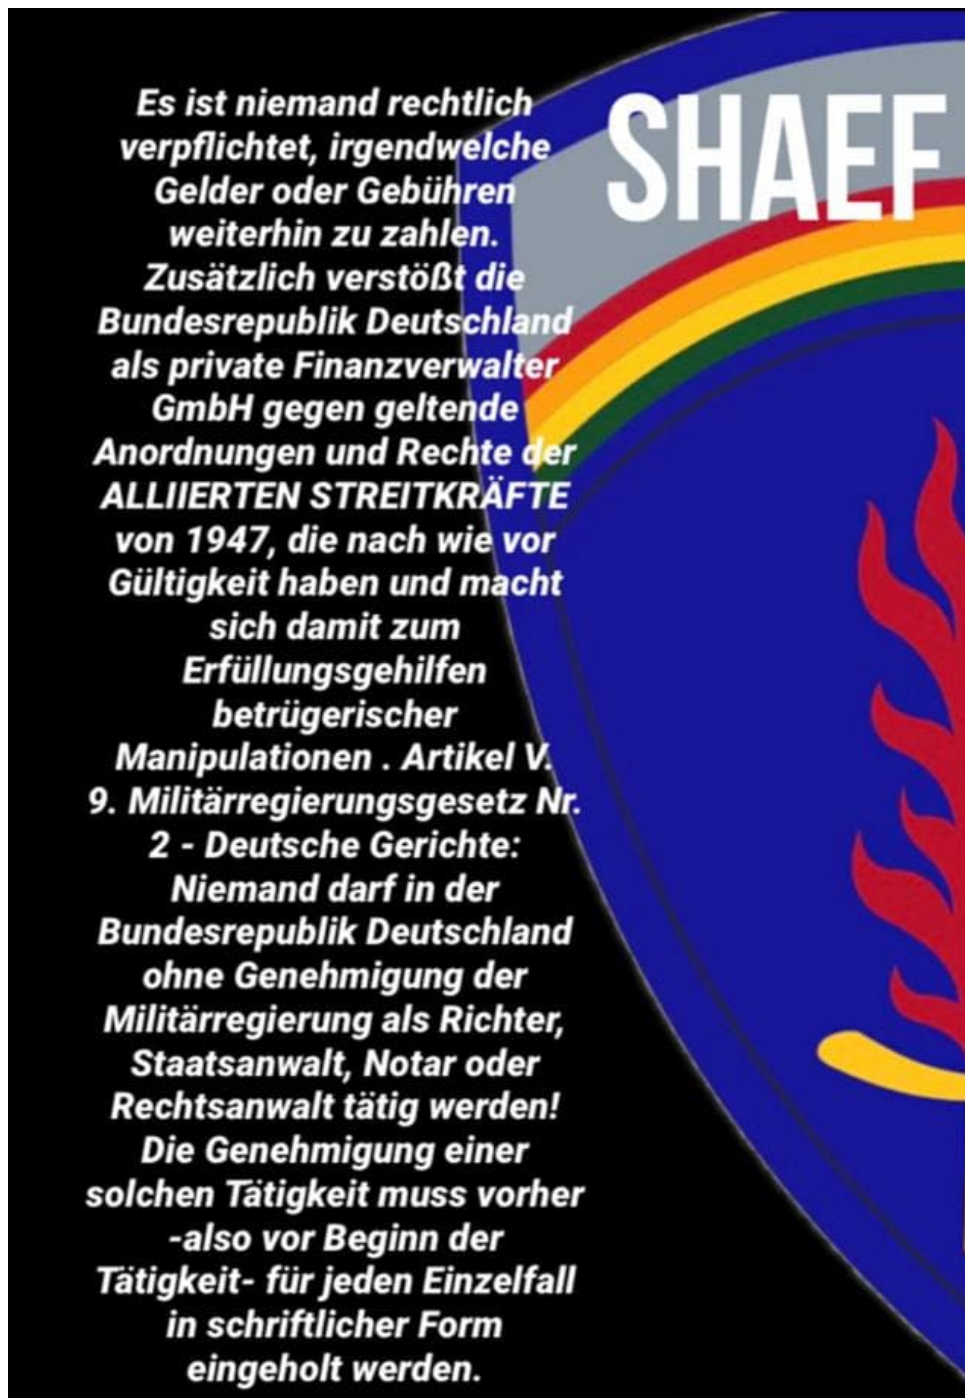 SHAEF
Es ist niemand rechtlich
verpflichtet, irgendwelche
Gelder oder Gebühren
weiterhin zu zahlen.
Zusätzlich verstößt die
Bundesrepublik Deutschland
als private Finanzverwalter
GmbH gegen geltende
Anordnungen und Rechte der
ALLIIERTEN STREITKRÄFTE
von 1947, die nach wie vor
Gültigkeit haben und macht
sich damit zum
Erfüllungsgehilfen
betrügerischer
Manipulationen . Artikel V.
9. Militärregierungsgesetz Nr.
2 - Deutsche Gerichte:
Niemand darf in der
Bundesrepublik Deutschland
ohne Genehmigung der
Militärregierung als Richter,
Staatsanwalt, Notar oder
Rechtsanwalt tätig werden!
Die Genehmigung einer
solchen Tätigkeit muss vorher
-also vor Beginn der
Tätigkeit- für jeden Einzelfall
in schriftlicher Form
eingeholt werden.